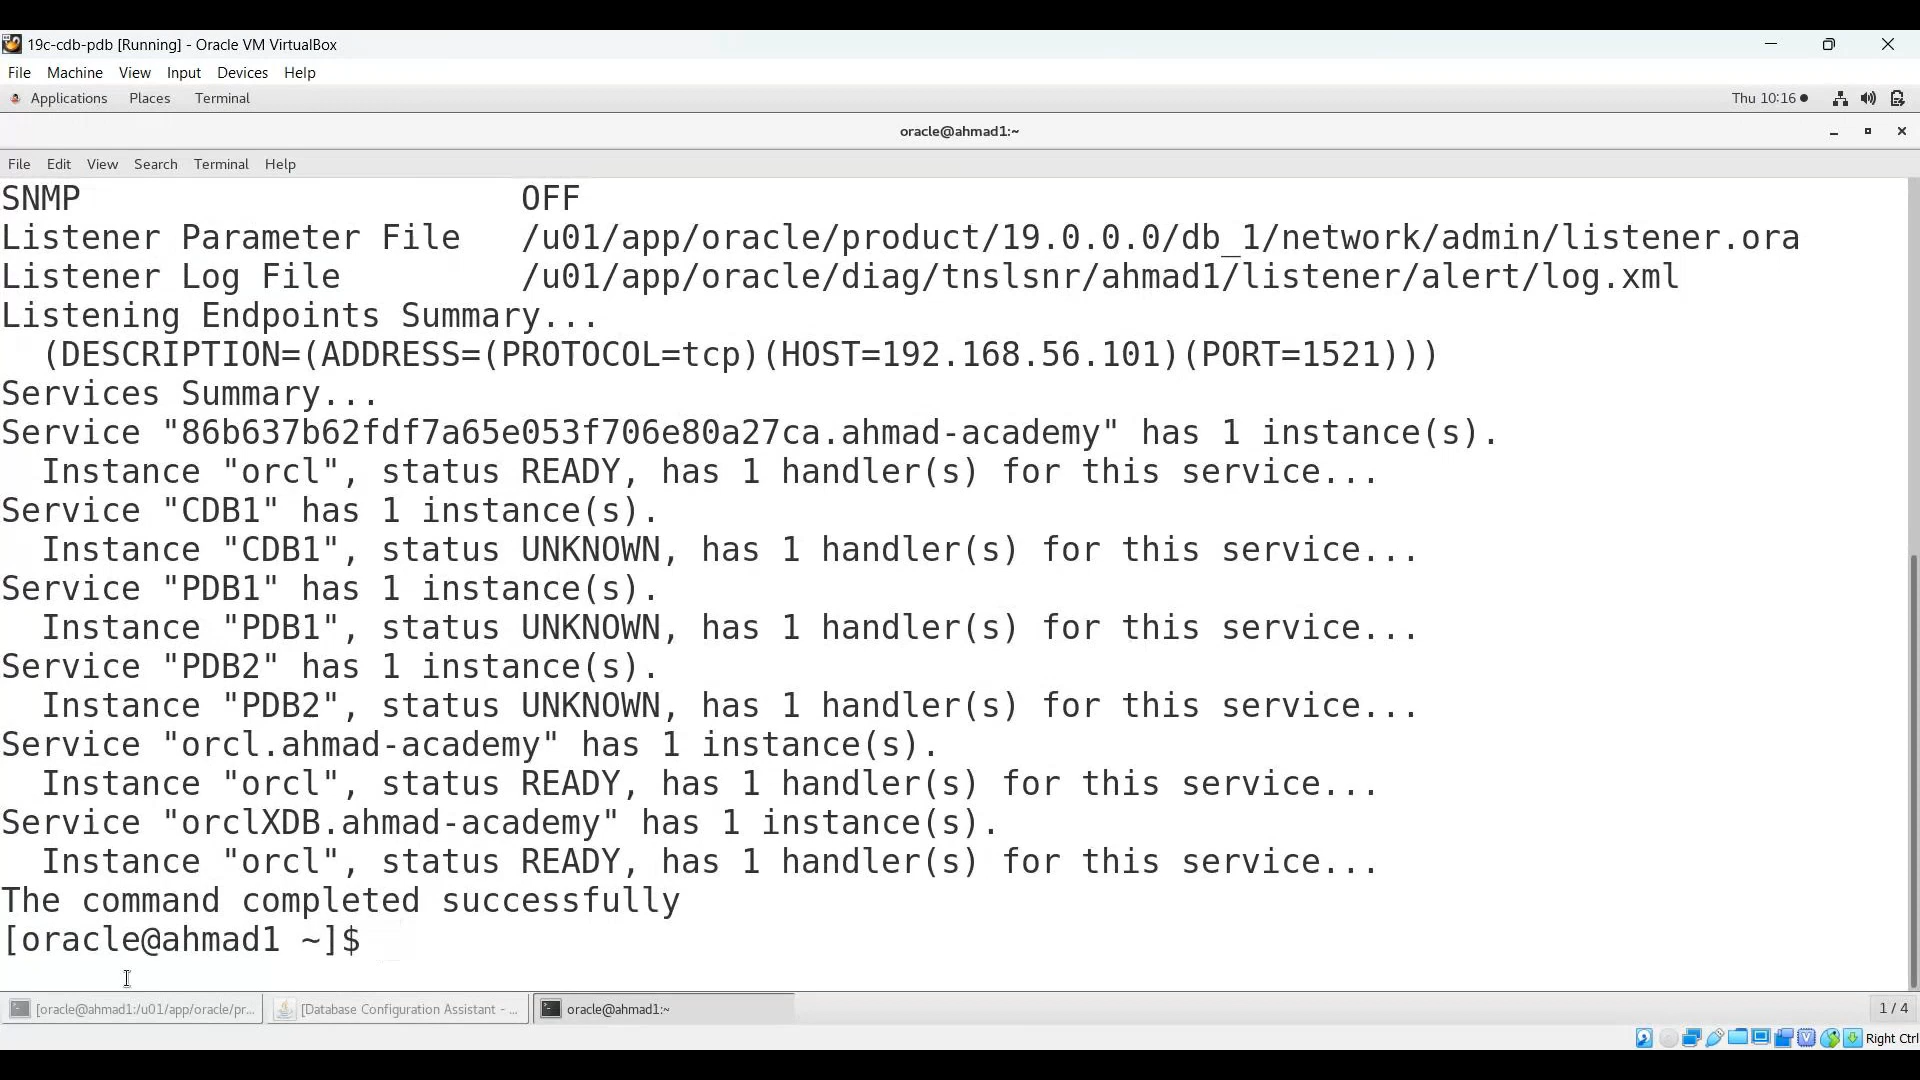 19c-cdb-pdb [Running] - Oracle VM VirtualBox
File Machine View Input Devices Help
Applications Places Terminal Thu 10:16
oracle@ahmad1:~
File Edit View Search Terminal Help
SNMP OFF
Listener Parameter File /u01/app/oracle/product/19.0.0.0/db_1/network/admin/listener.ora
Listener Log File /u01/app/oracle/diag/tnslsnr/ahmad1/listener/alert/log.xml
Listening Endpoints Summary...
(DESCRIPTION=(ADDRESS=(PROTOCOL=tcp)(HOST=192.168.56.101)(PORT=1521)))
Services Summary...
Service "86b637b62fdf7a65e053f706e80a27ca.ahmad-academy" has 1 instance(s).
Instance "orcl", status READY, has 1 handler(s) for this service...
Service "CDB1" has 1 instance(s).
Instance "CDB1", status UNKNOWN, has 1 handler(s) for this service...
Service "PDB1" has 1 instance(s).
Instance "PDB1", status UNKNOWN, has 1 handler(s) for this service...
Service "PDB2" has 1 instance(s).
Instance "PDB2", status UNKNOWN, has 1 handler(s) for this service...
Service "orcl.ahmad-academy" has 1 instance(s).
Instance "orcl", status READY, has 1 handler(s) for this service...
Service "orclXDB.ahmad-academy" has 1 instance(s).
Instance "orcl", status READY, has 1 handler(s) for this service...
The command completed successfully
[oracle@ahmad1 ~]$
[oracle@ahmad1:/u01/app/oracle/pr... [Database Configuration Assistant - ... oracle@ahmad1:~ 1 / 4
Right Ctrl